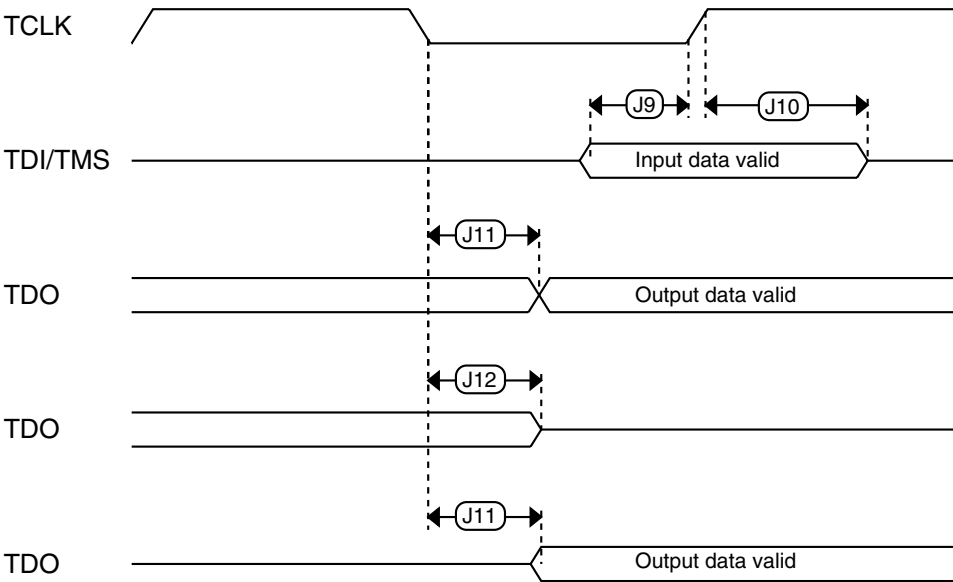 TCLK
J9
J10
TDI/TMS
Input data valid
J11
TDO
Output data valid
J12
TDO
J11
TDO
Output data valid